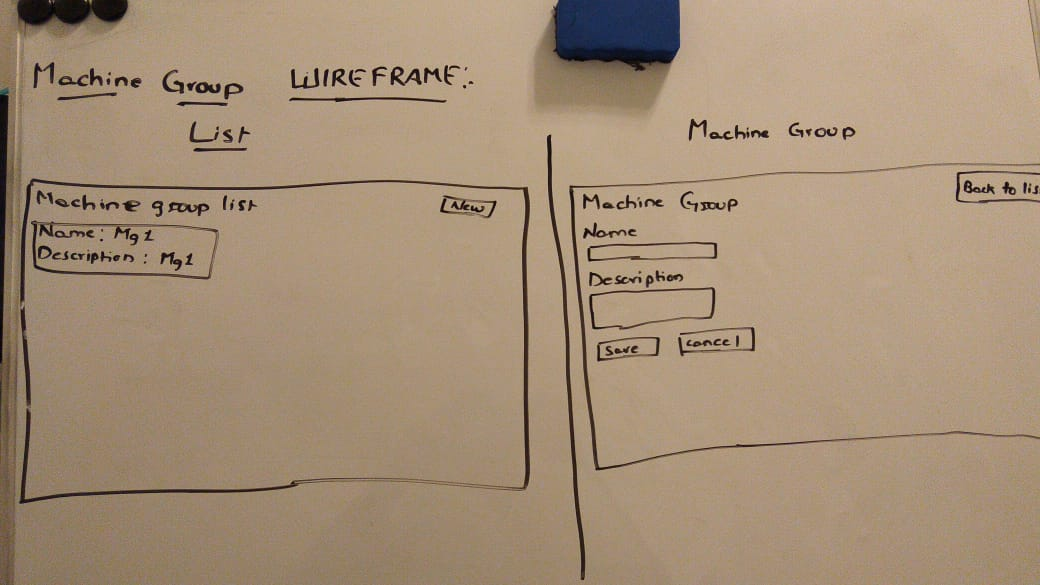 Machine Group WIREFRAME:.
List
Machine group list
New
Name: Mg1
Description: Mg1
Machine Group
Machine Group
Back to lis
Name
Description
Save
Cancel